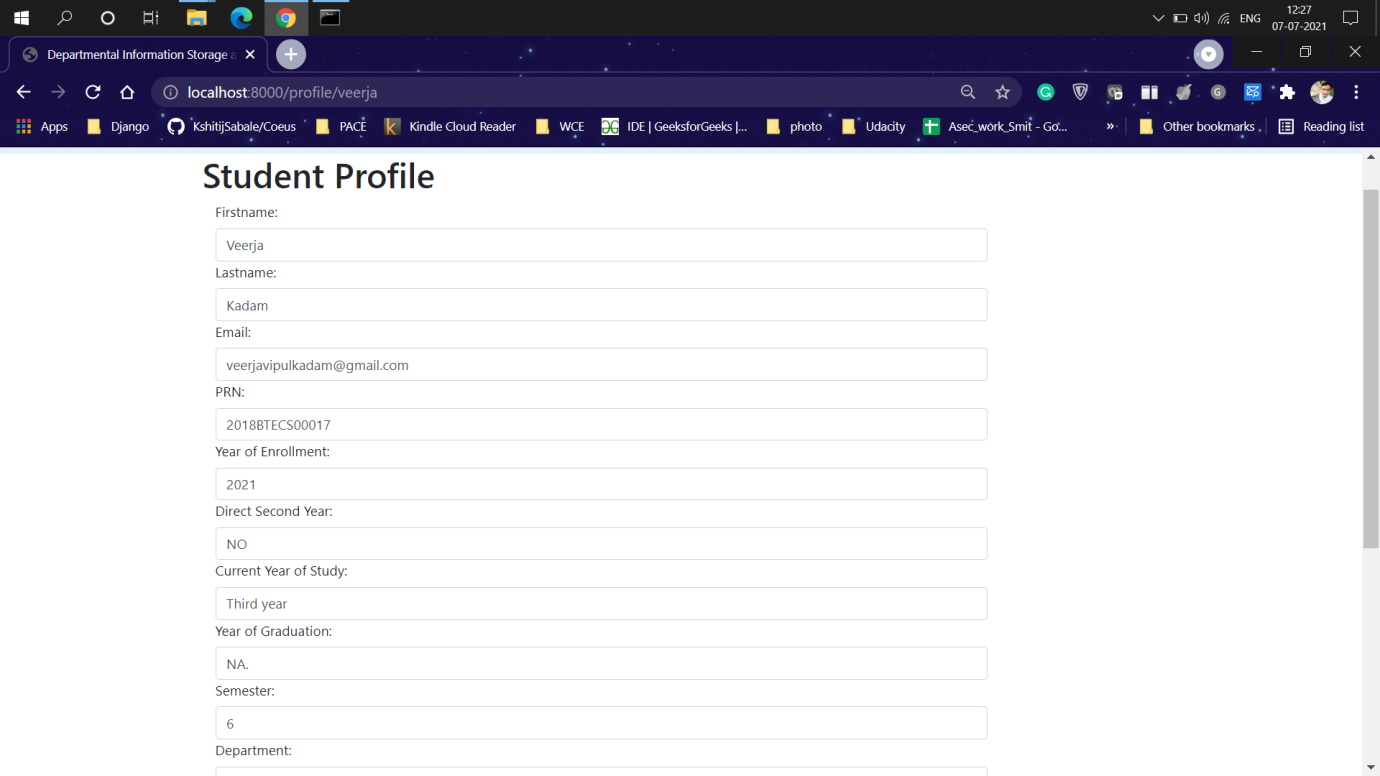 ENG
12:27
07-07-2021
Departmental Information Storage a
localhost:8000/profile/veerja
Apps
Django
KshitijSabale/Coeus
PACE
Kindle Cloud Reader
WCE
IDE | GeeksforGeeks |...
photo
Udacity
Asec_work_Smit - Go...
Other bookmarks
Reading list
Student Profile
Firstname:
Veerja
Lastname:
Kadam
Email:
veerjavipulkadam@gmail.com
PRN:
2018BTECS00017
Year of Enrollment:
2021
Direct Second Year:
NO
Current Year of Study:
Third year
Year of Graduation:
NA.
Semester:
6
Department: